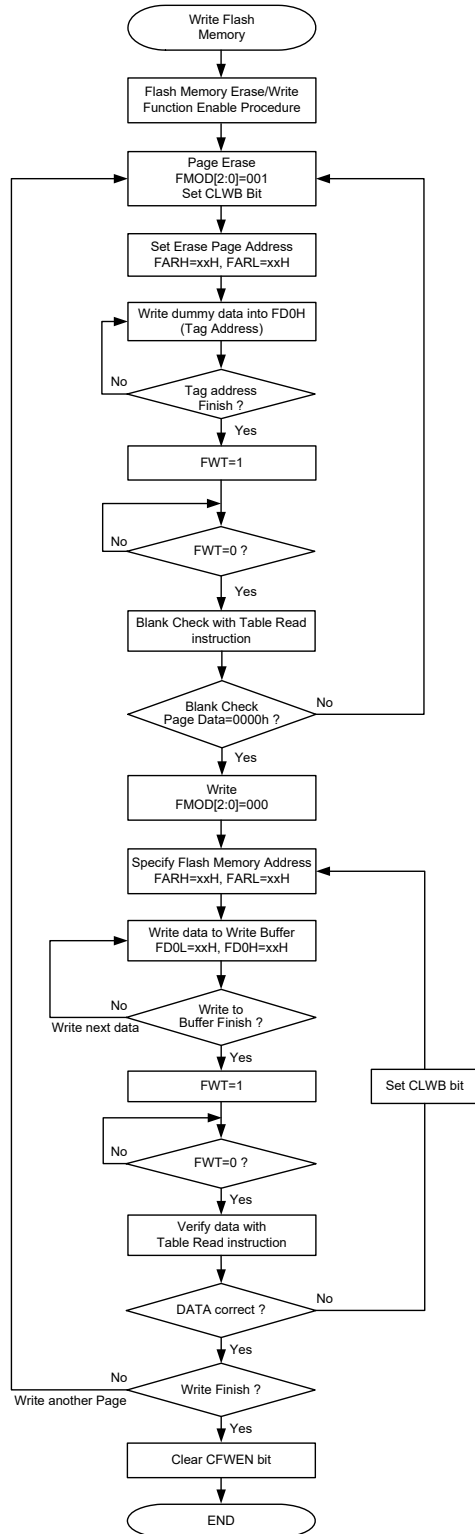 Write Flash
Memory
Flash Memory Erase/Write
Function Enable Procedure
Page Erase
FMOD[2:0]=001
Set CLWB Bit
Set Erase Page Address
FARH=xxH, FARL=xxH
Write dummy data into FD0H
(Tag Address)
No
Tag address
Finish ?
Yes
FWT=1
No
FWT=0 ?
Yes
Blank Check with Table Read
instruction
Blank Check
Page Data=0000h ?
No
Yes
Write
FMOD[2:0]=000
Specify Flash Memory Address
FARH=xxH, FARL=xxH
Write data to Write Buffer
FD0L=xxH, FD0H=xxH
No
Write next data
Write to
Buffer Finish ?
Yes
FWT=1
Set CLWB bit
No
FWT=0 ?
Yes
Verify data with
Table Read instruction
DATA correct ?
No
Yes
No
Write another Page
Write Finish ?
Yes
Clear CFWEN bit
END